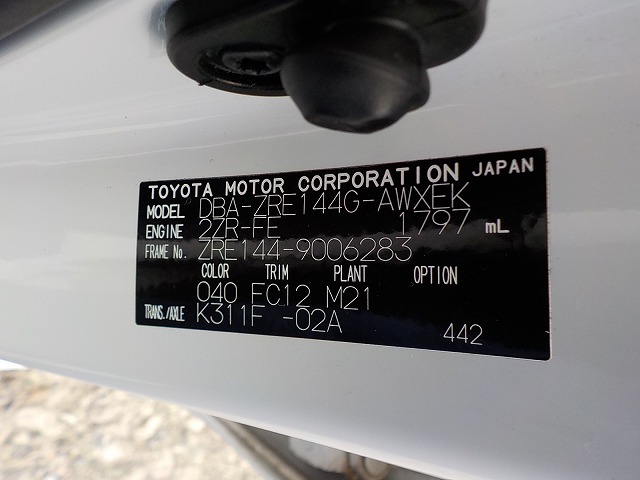 TOYOTA MOTOR CORPORATION JAPAN
MODEL DBA-ZRE144G-AWXEK
ENGINE 2ZR-FE 1797 mL
FRAME No. ZRE144-9006283
COLOR TRIM PLANT OPTION
040 FC12 M21
TRANS./AXLE K311F -02A
442